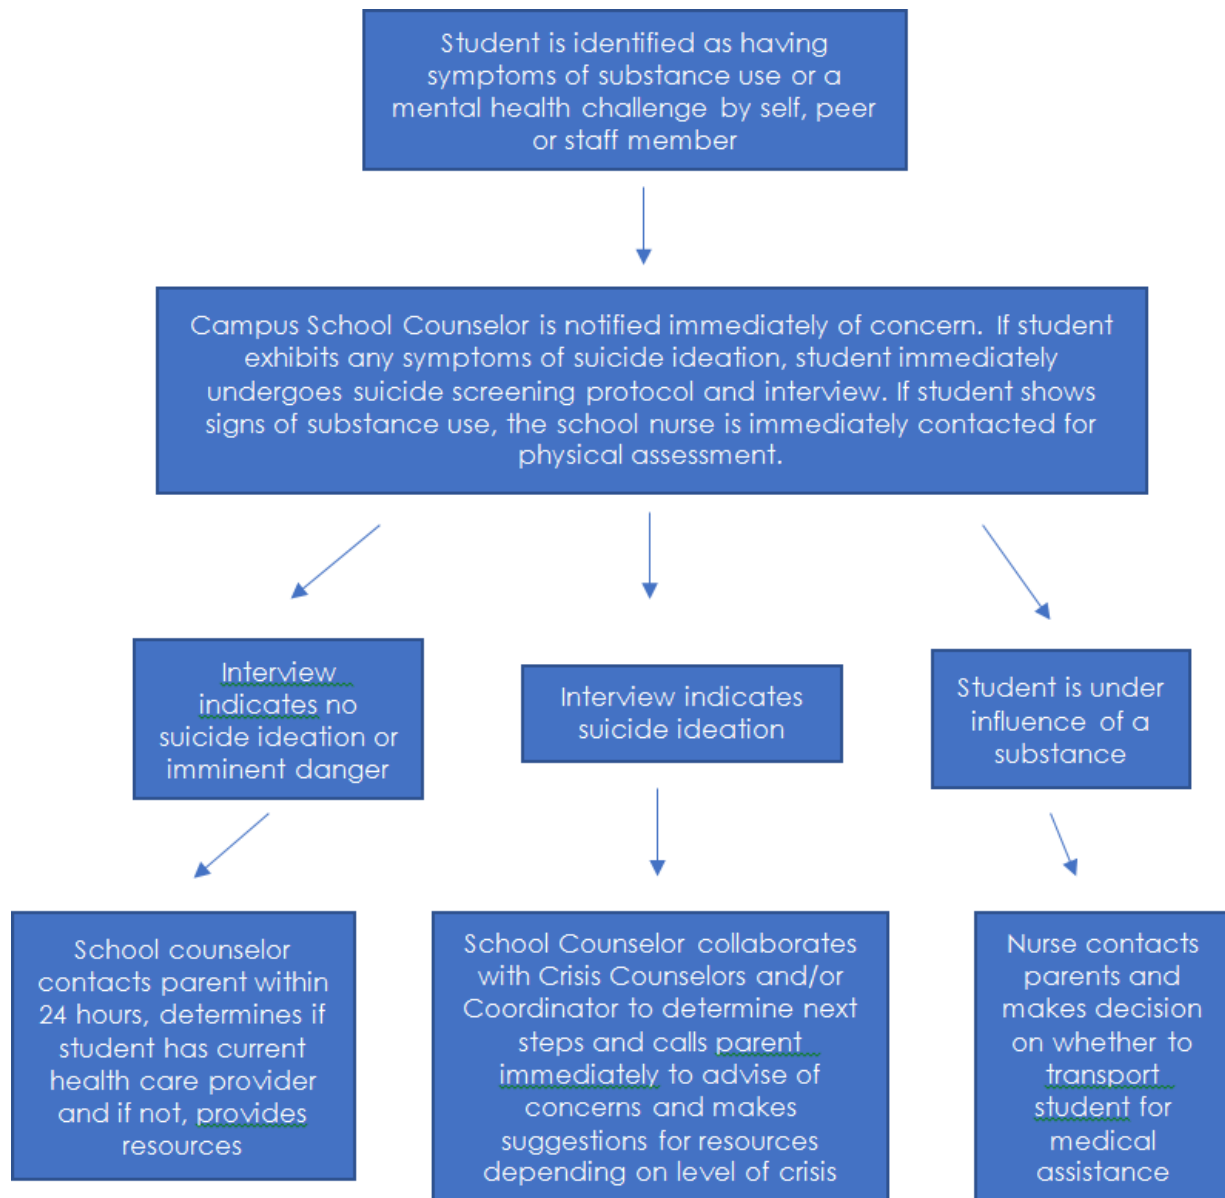 Student is identified as having
symptoms of substance use or a
mental health challenge by self, peer
or staff member
Campus School Counselor is notified immediately of concern. If student
exhibits any symptoms of suicide ideation, student immediately
undergoes suicide screening protocol and interview. If student shows
signs of substance use, the school nurse is immediately contacted for
physical assessment.
Interview
indicates no
suicide ideation or
imminent danger
Interview indicates
suicide ideation
Student is under
influence of a
substance
School counselor
contacts parent within
24 hours, determines if
student has current
health care provider
and if not, provides
resources
School Counselor collaborates
with Crisis Counselors and/or
Coordinator to determine next
steps and calls parent
immediately to advise of
concerns and makes
suggestions for resources
depending on level of crisis
Nurse contacts
parents and
makes decision
on whether to
transport
student for
medical
assistance